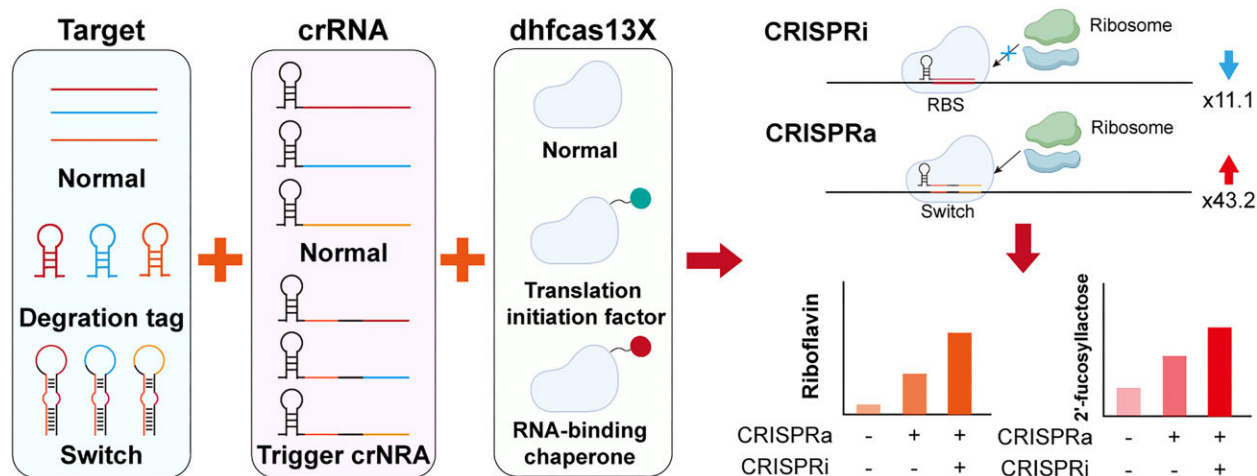 Target
Normal
Degration tag
Switch
crRNA
Normal
Trigger crNRA
dhfcas13X
Normal
Translation
initiation factor
RNA-binding
chaperone
CRISPRi
Ribosome
RBS
x11.1
CRISPRa
Ribosome
Switch
x43.2
Riboflavin
CRISPRa - + +
CRISPRi +
2'-fucosyllactose
CRISPRa - + +
CRISPRi +